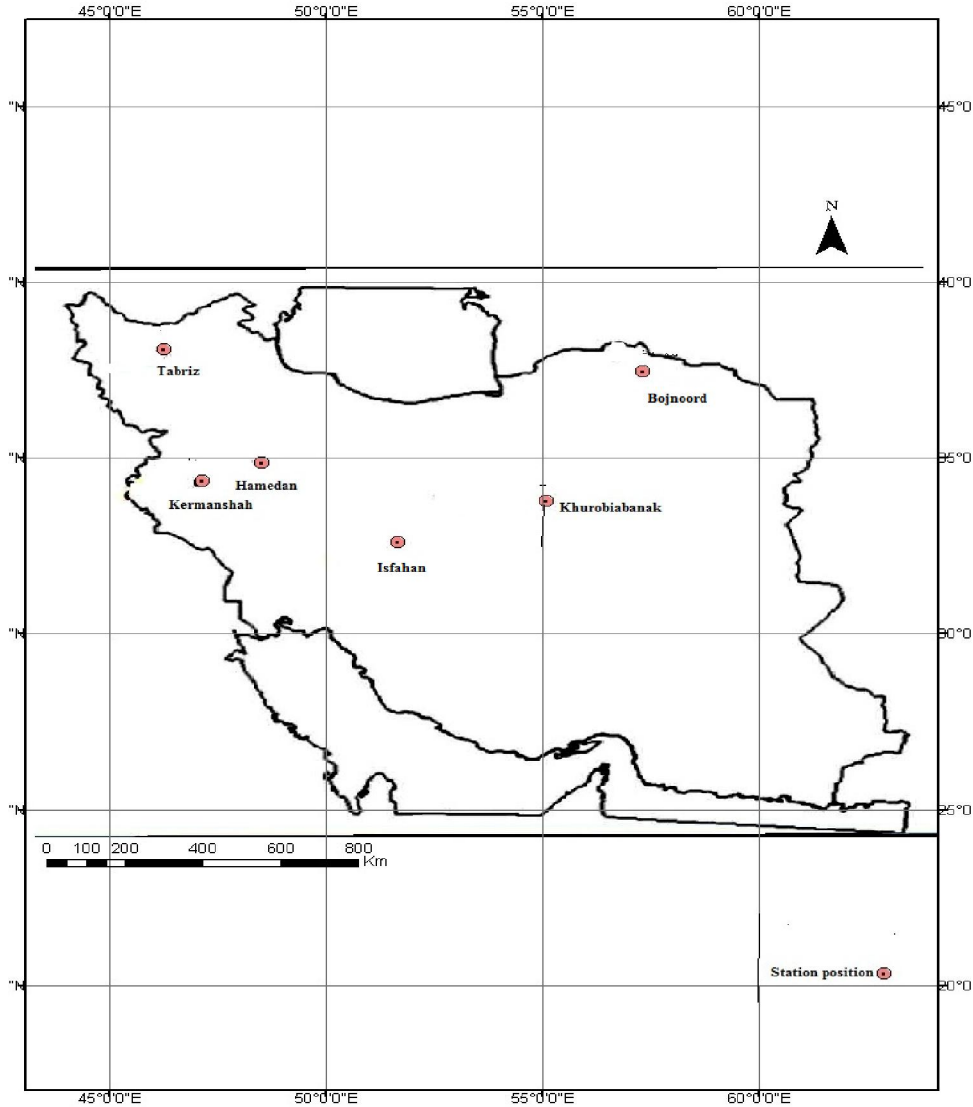 45°0'0"E 50°0'0"E 55°0'0"E 60°0'0"E
"N 45°0
N
"N 40°0
Tabriz
Bojnoord
"N 35°0
Hamedan
Kermanshah
Khurobiabanak
Isfahan
"N 30°0
"N 25°0
0 100 200 400 600 800
Km
Station position
"N 20°0
45°0'0"E 50°0'0"E 55°0'0"E 60°0'0"E